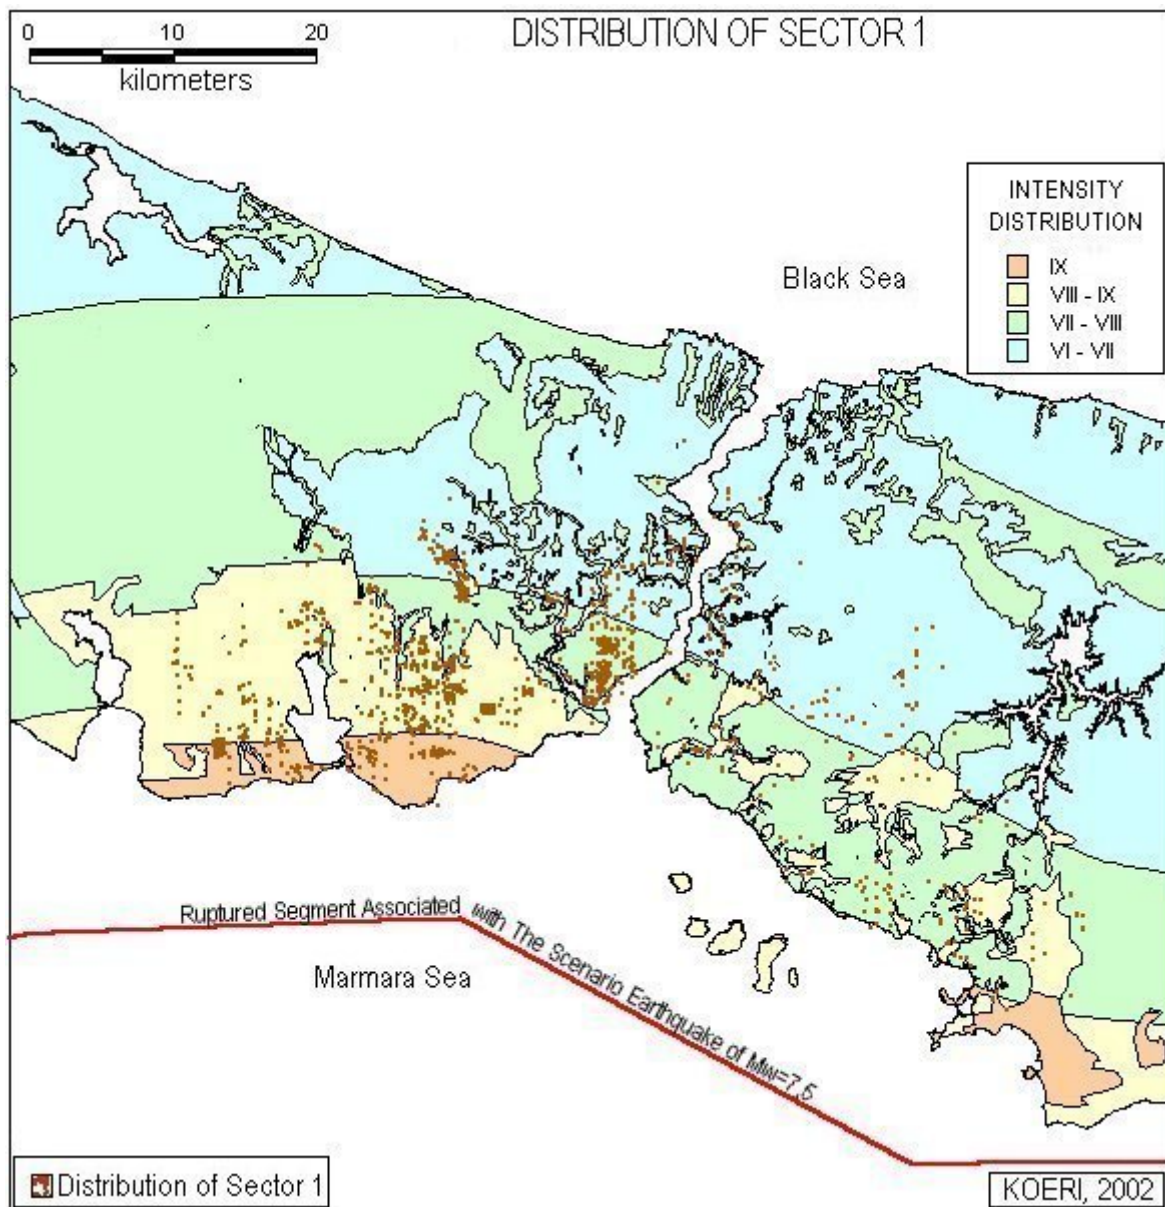 DISTRIBUTION OF SECTOR 1
0 10 20
kilometers
INTENSITY
DISTRIBUTION
IX
VIII - IX
VII - VIII
VI - VII
Black Sea
Ruptured Segment Associated with The Scenario Earthquake of Mw=7,5
Marmara Sea
Distribution of Sector 1
KOERI, 2002